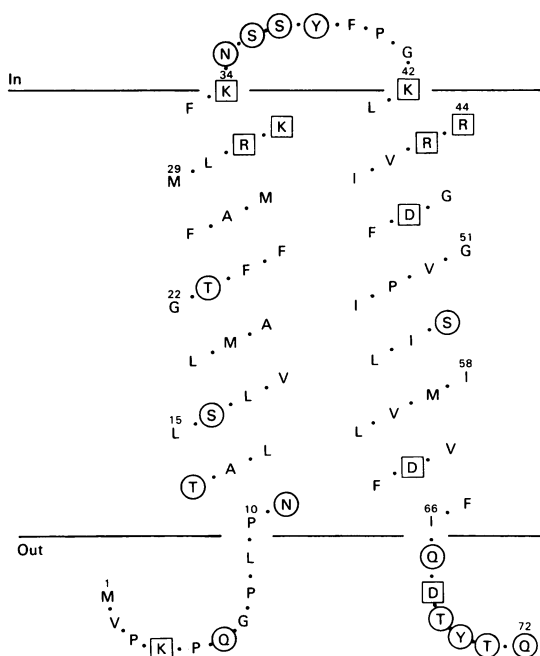 N S S Y F P G
34 42
In
F K L K
44
29
M L R K I V R R
F A M F D G
22 51
G T F F I P V G
L M A L I S
15 58
L S L V L V M I
T A L F D V
10 66
P N I F
Out
L Q
1
M P D
V P K P Q G T Y T Q
72